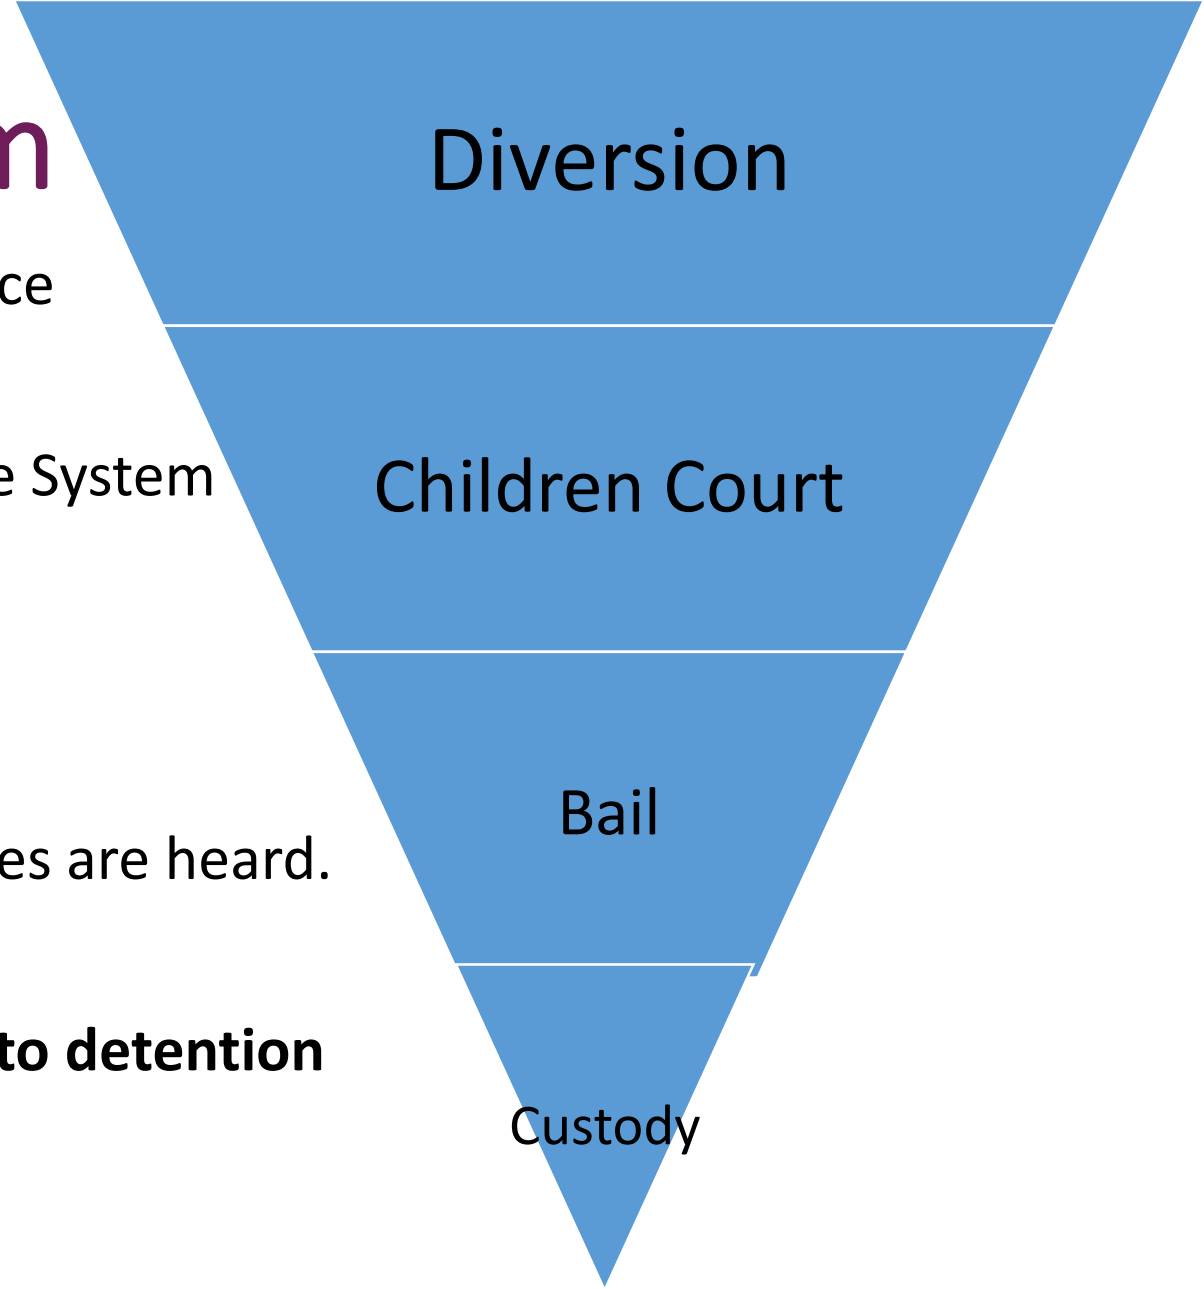 m
Diversion
ce
e System
Children Court
Bail
es are heard.
to detention
Custody